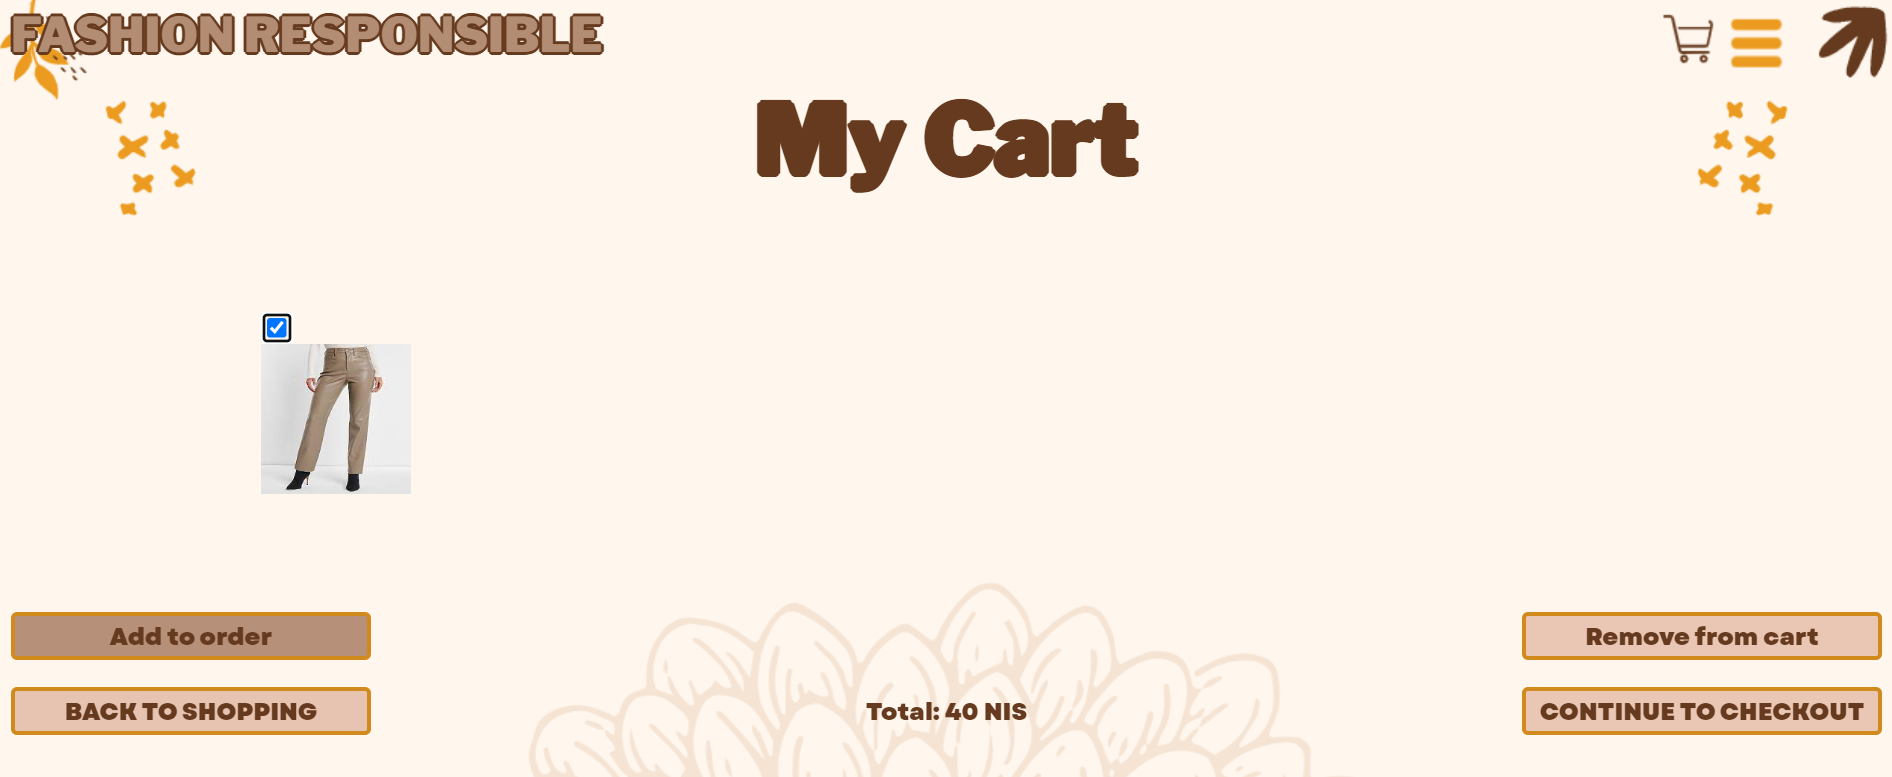 FASHION RESPONSIBLE
My Cart
Add to order
Remove from cart
BACK TO SHOPPING
Total: 40 NIS
CONTINUE TO CHECKOUT